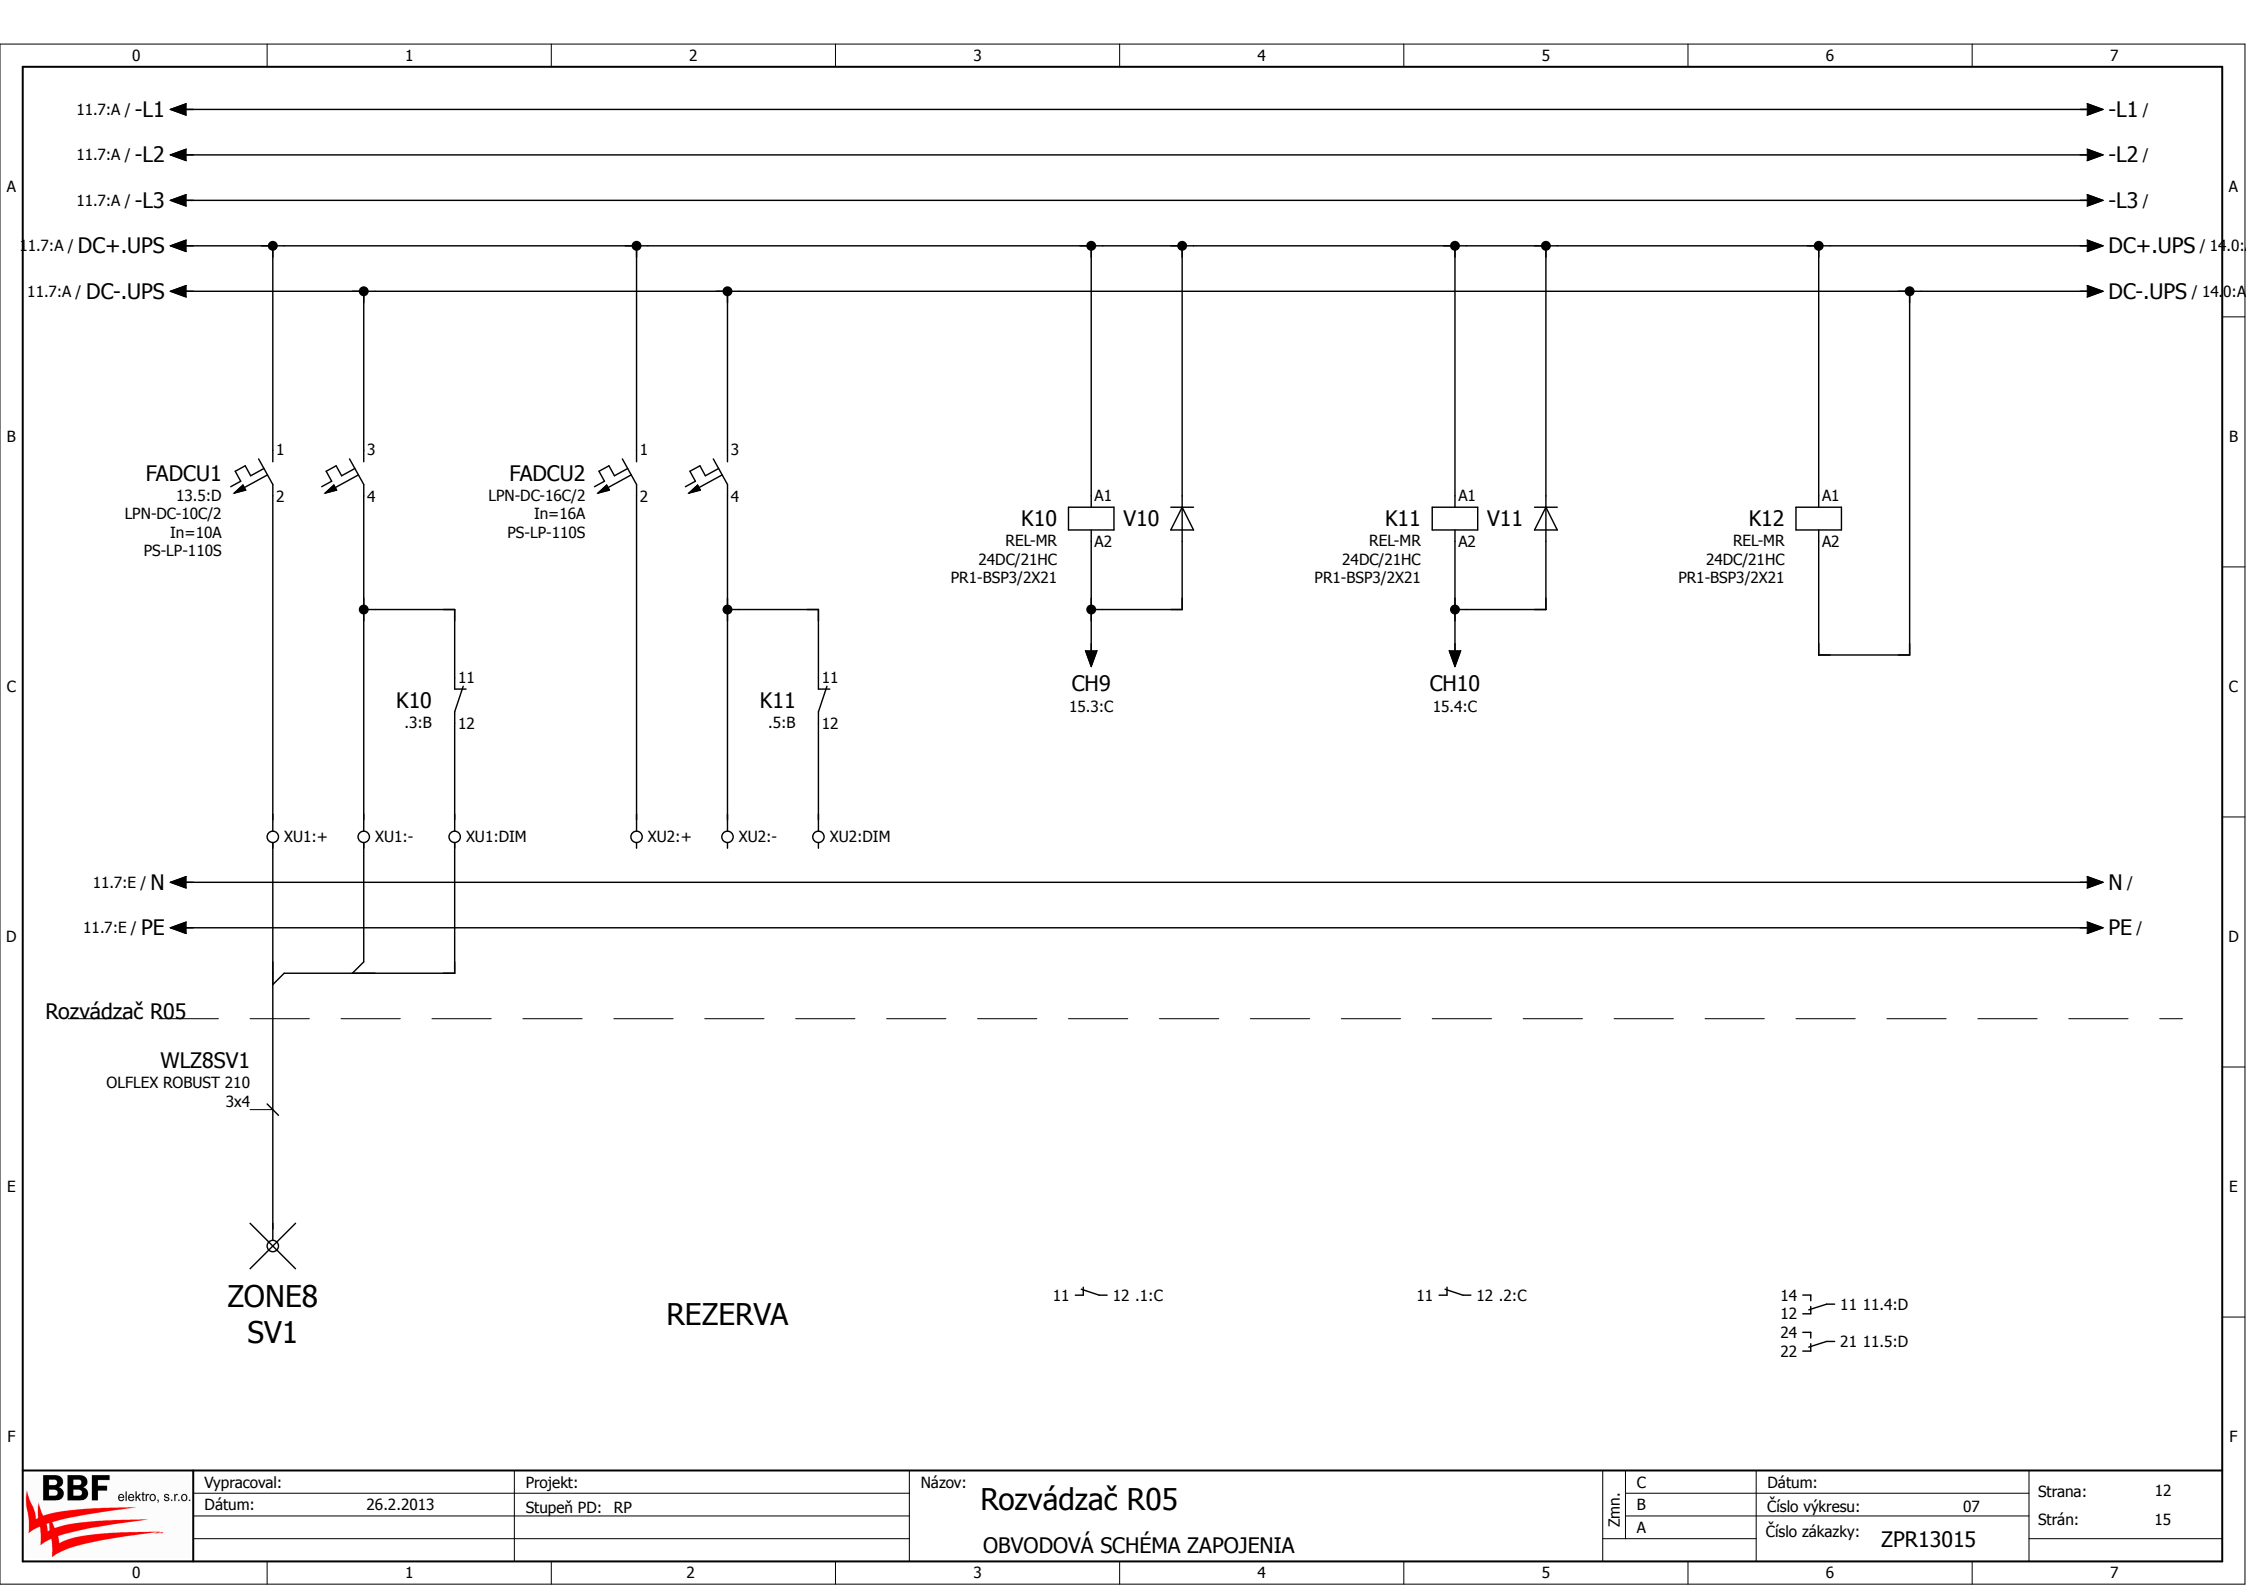 0 1 2 3 4 5 6 7
11.7:A / -L1 -L1 /
11.7:A / -L2 -L2 /
A A
11.7:A / -L3 -L3 /
11.7:A / DC+.UPS DC+.UPS / 14.0:
11.7:A / DC-.UPS DC-.UPS / 14.0:A
B B
FADCU1
13.5:D
LPN-DC-10C/2
In=10A
PS-LP-110S
1
2
3
4
FADCU2
LPN-DC-16C/2
In=16A
PS-LP-110S
1
2
3
4
K10
REL-MR
24DC/21HC
PR1-BSP3/2X21
A1
A2
V10
K11
REL-MR
24DC/21HC
PR1-BSP3/2X21
A1
A2
V11
K12
REL-MR
24DC/21HC
PR1-BSP3/2X21
A1
A2
C C
K10
.3:B
11
12
K11
.5:B
11
12
CH9
15.3:C
CH10
15.4:C
XU1:+ XU1:- XU1:DIM XU2:+ XU2:- XU2:DIM
11.7:E / N N /
11.7:E / PE PE /
D D
Rozvádzač R05
WLZ8SV1
OLFLEX ROBUST 210
3x4
E E
ZONE8
SV1
REZERVA
11 12 .1:C
11 12 .2:C
14
12 11 11.4:D
24
22 21 11.5:D
F F
BBF elektro, s.r.o.
Vypracoval:
Dátum: 26.2.2013
Projekt:
Stupeň PD: RP
Názov:
Rozvádzač R05
OBVODOVÁ SCHÉMA ZAPOJENIA
Zmn.
C
B
A
Dátum:
Číslo výkresu: 07
Číslo zákazky: ZPR13015
Strana: 12
Strán: 15
0 1 2 3 4 5 6 7